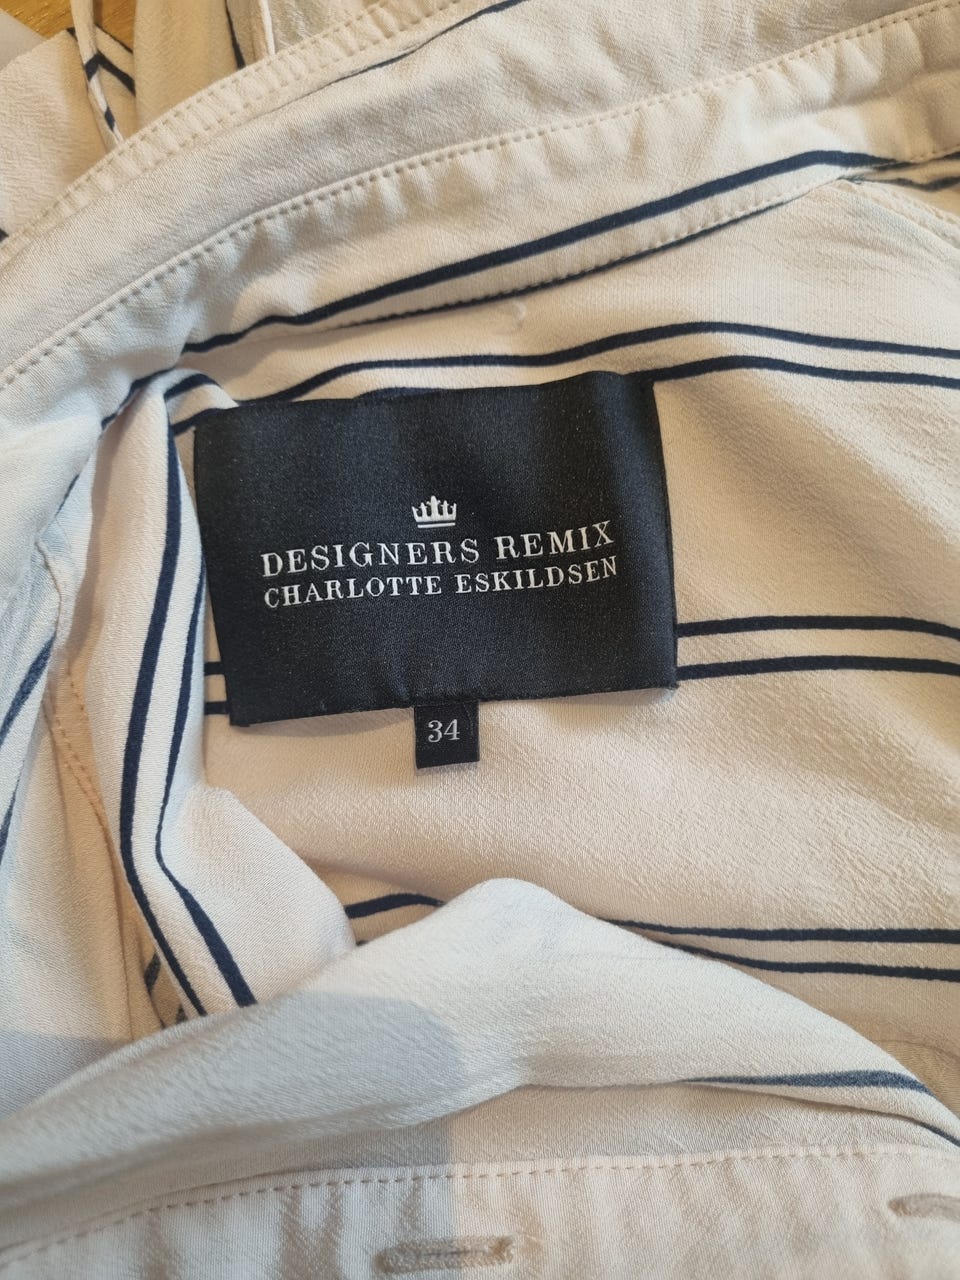 DESIGNERS REMIX
CHARLOTTE ESKILDSEN
34